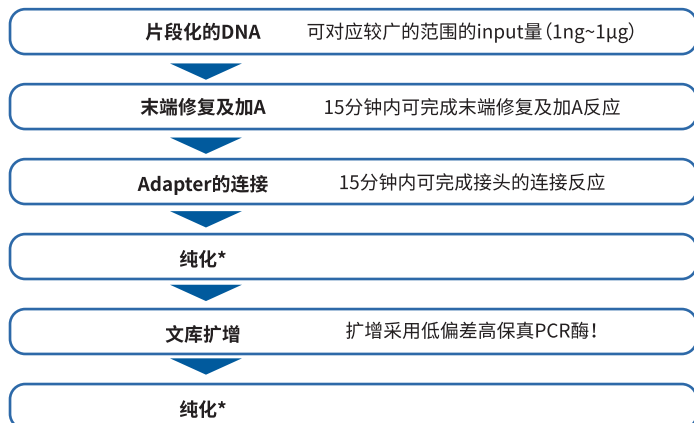 片段化的DNA 可对应较广的范围的input量（1ng~1μg）
末端修复及加A 15分钟内可完成末端修复及加A反应
Adapter的连接 15分钟内可完成接头的连接反应
纯化*
文库扩增 扩增采用低偏差高保真PCR酶！
纯化*